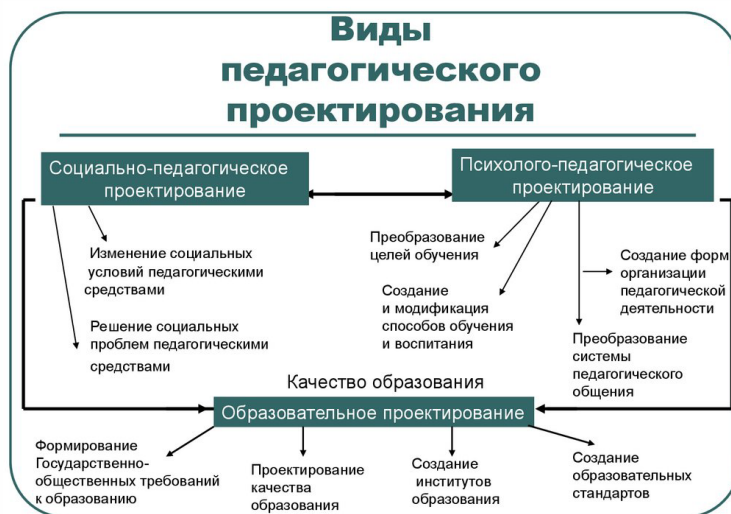 Виды
педагогического
проектирования
Социально-педагогическое
проектирование
Психолого-педагогическое
проектирование
Изменение социальных
условий педагогическими
средствами
Решение социальных
проблем педагогическими
средствами
Преобразование
целей обучения
Создание
и модификация
способов обучения
и воспитания
Создание форм
организации
педагогической
деятельности
Преобразование
системы
педагогического
общения
Качество образования
Образовательное проектирование
Формирование
Государственно-
общественных требований
к образованию
Проектирование
качества
образования
Создание
институтов
образования
Создание
образовательных
стандартов